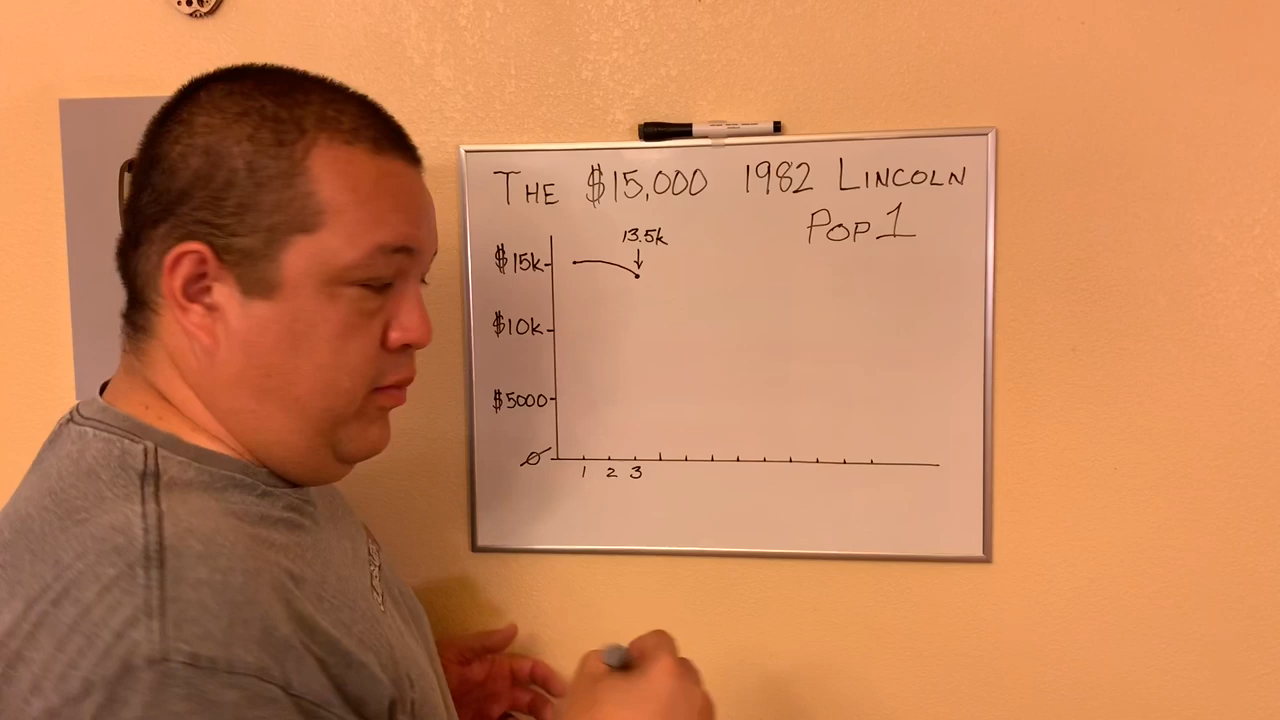 THE $15,000 1982 LINCOLN
POP 1
13.5k
$15k
$10k
$5000
0
1 2 3